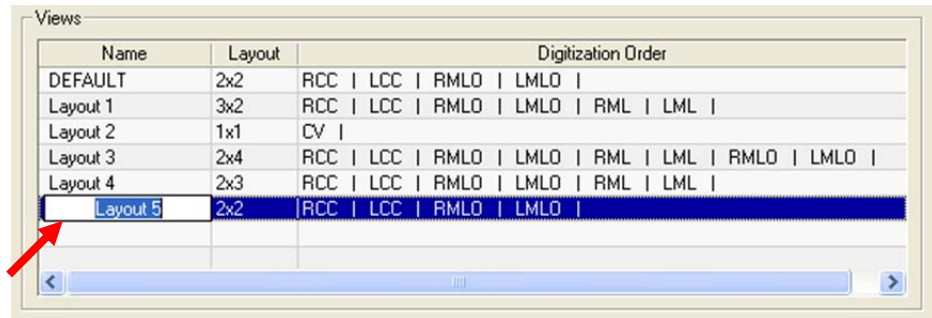 Views
Name Layout Digitization Order
DEFAULT 2x2 RCC | LCC | RMLO | LMLO |
Layout 1 3x2 RCC | LCC | RMLO | LMLO | RML | LML |
Layout 2 1x1 CV |
Layout 3 2x4 RCC | LCC | RMLO | LMLO | RML | LML | RMLO | LMLO |
Layout 4 2x3 RCC | LCC | RMLO | LMLO | RML | LML |
Layout 5 2x2 RCC | LCC | RMLO | LMLO |